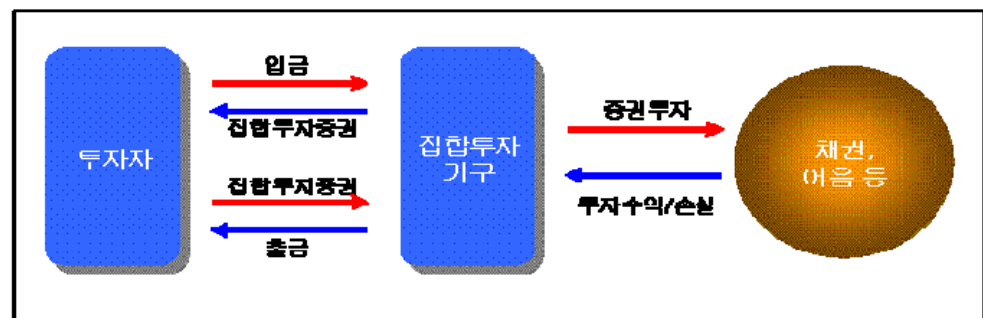 입금
집합투자증권
투자자
집합투자증권
출금
집합투자
기구
증권투자
투자수익/손실
채권,
어음 등